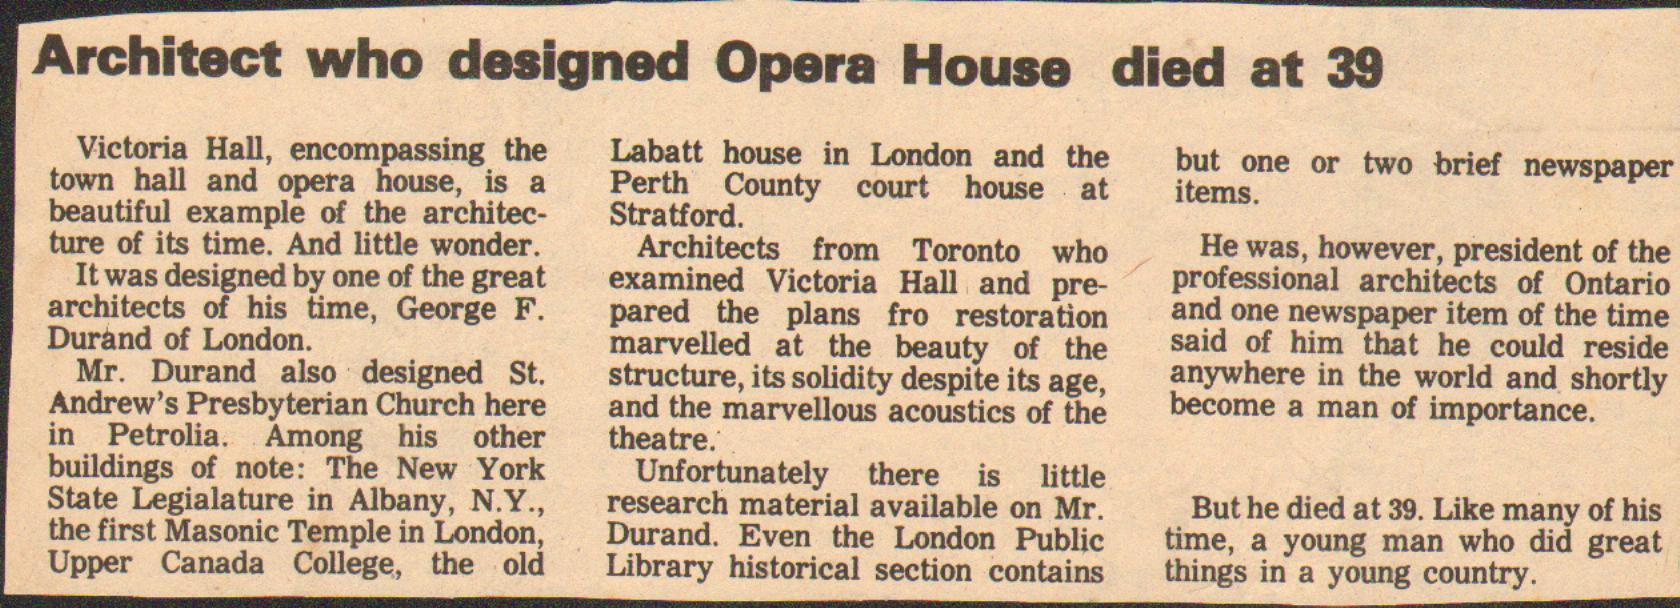 Architect who designed Opera House died at 39
Victoria Hall, encompassing the
town hall and opera house, is a
beautiful example of the architec-
ture of its time. And little wonder.
It was designed by one of the great
architects of his time, George F.
Durand of London.
Mr. Durand also designed St.
Andrew's Presbyterian Church here
in Petrolia. Among his other
buildings of note: The New York
State Legialature in Albany, N.Y.,
the first Masonic Temple in London,
Upper Canada College, the old
Labatt house in London and the
Perth County court house at
Stratford.
Architects from Toronto who
examined Victoria Hall and pre-
pared the plans fro restoration
marvelled at the beauty of the
structure, its solidity despite its age,
and the marvellous acoustics of the
theatre.
Unfortunately there is little
research material available on Mr.
Durand. Even the London Public
Library historical section contains
but one or two brief newspaper
items.
He was, however, president of the
professional architects of Ontario
and one newspaper item of the time
said of him that he could reside
anywhere in the world and shortly
become a man of importance.
But he died at 39. Like many of his
time, a young man who did great
things in a young country.